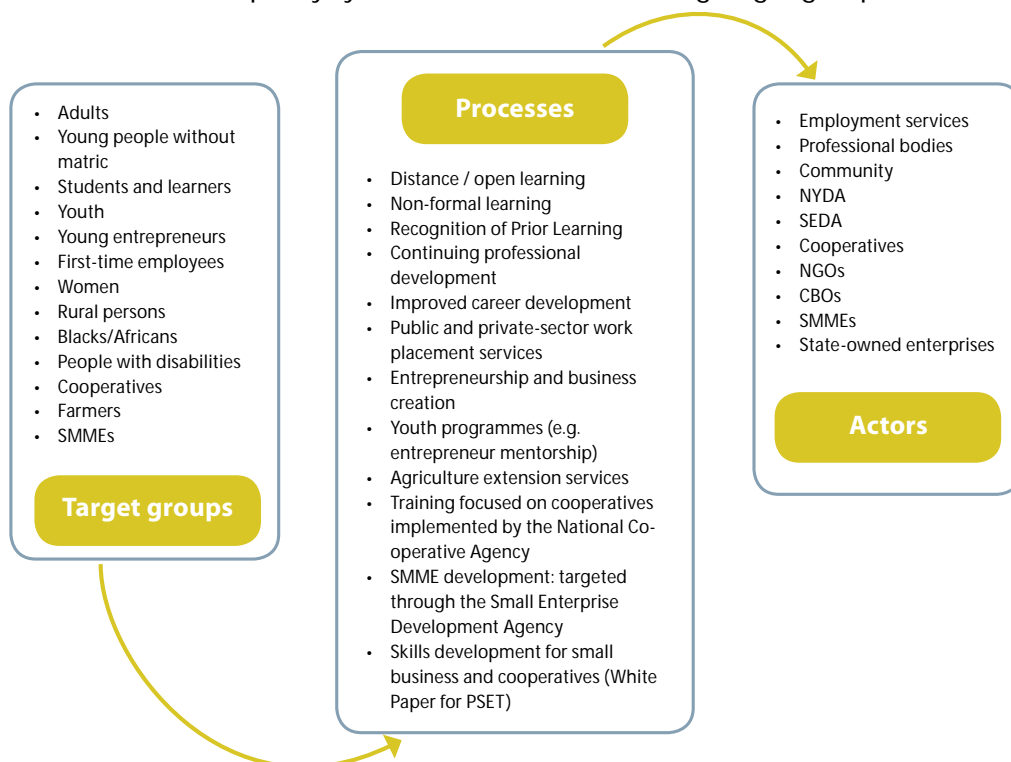 • Adults
• Young people without
matric
• Students and learners
• Youth
• Young entrepreneurs
• First-time employees
• Women
• Rural persons
• Blacks/Africans
• People with disabilities
• Cooperatives
• Farmers
• SMMEs
Target groups
Processes
• Distance / open learning
• Non-formal learning
• Recognition of Prior Learning
• Continuing professional
development
• Improved career development
• Public and private-sector work
placement services
• Entrepreneurship and business
creation
• Youth programmes (e.g.
entrepreneur mentorship)
• Agriculture extension services
• Training focused on cooperatives
implemented by the National Co-
operative Agency
• SMME development: targeted
through the Small Enterprise
Development Agency
• Skills development for small
business and cooperatives (White
Paper for PSET)
• Employment services
• Professional bodies
• Community
• NYDA
• SEDA
• Cooperatives
• NGOs
• CBOs
• SMMEs
• State-owned enterprises
Actors